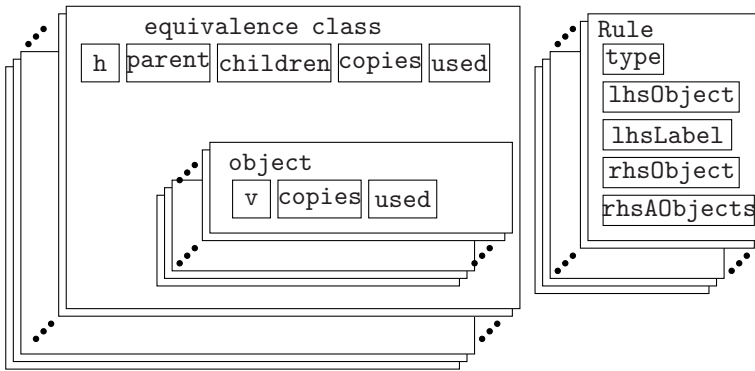 equivalence class
h parent children copies used
object
v copies used
Rule
type
lhsObject
lhsLabel
rhsObject
rhsAObjects